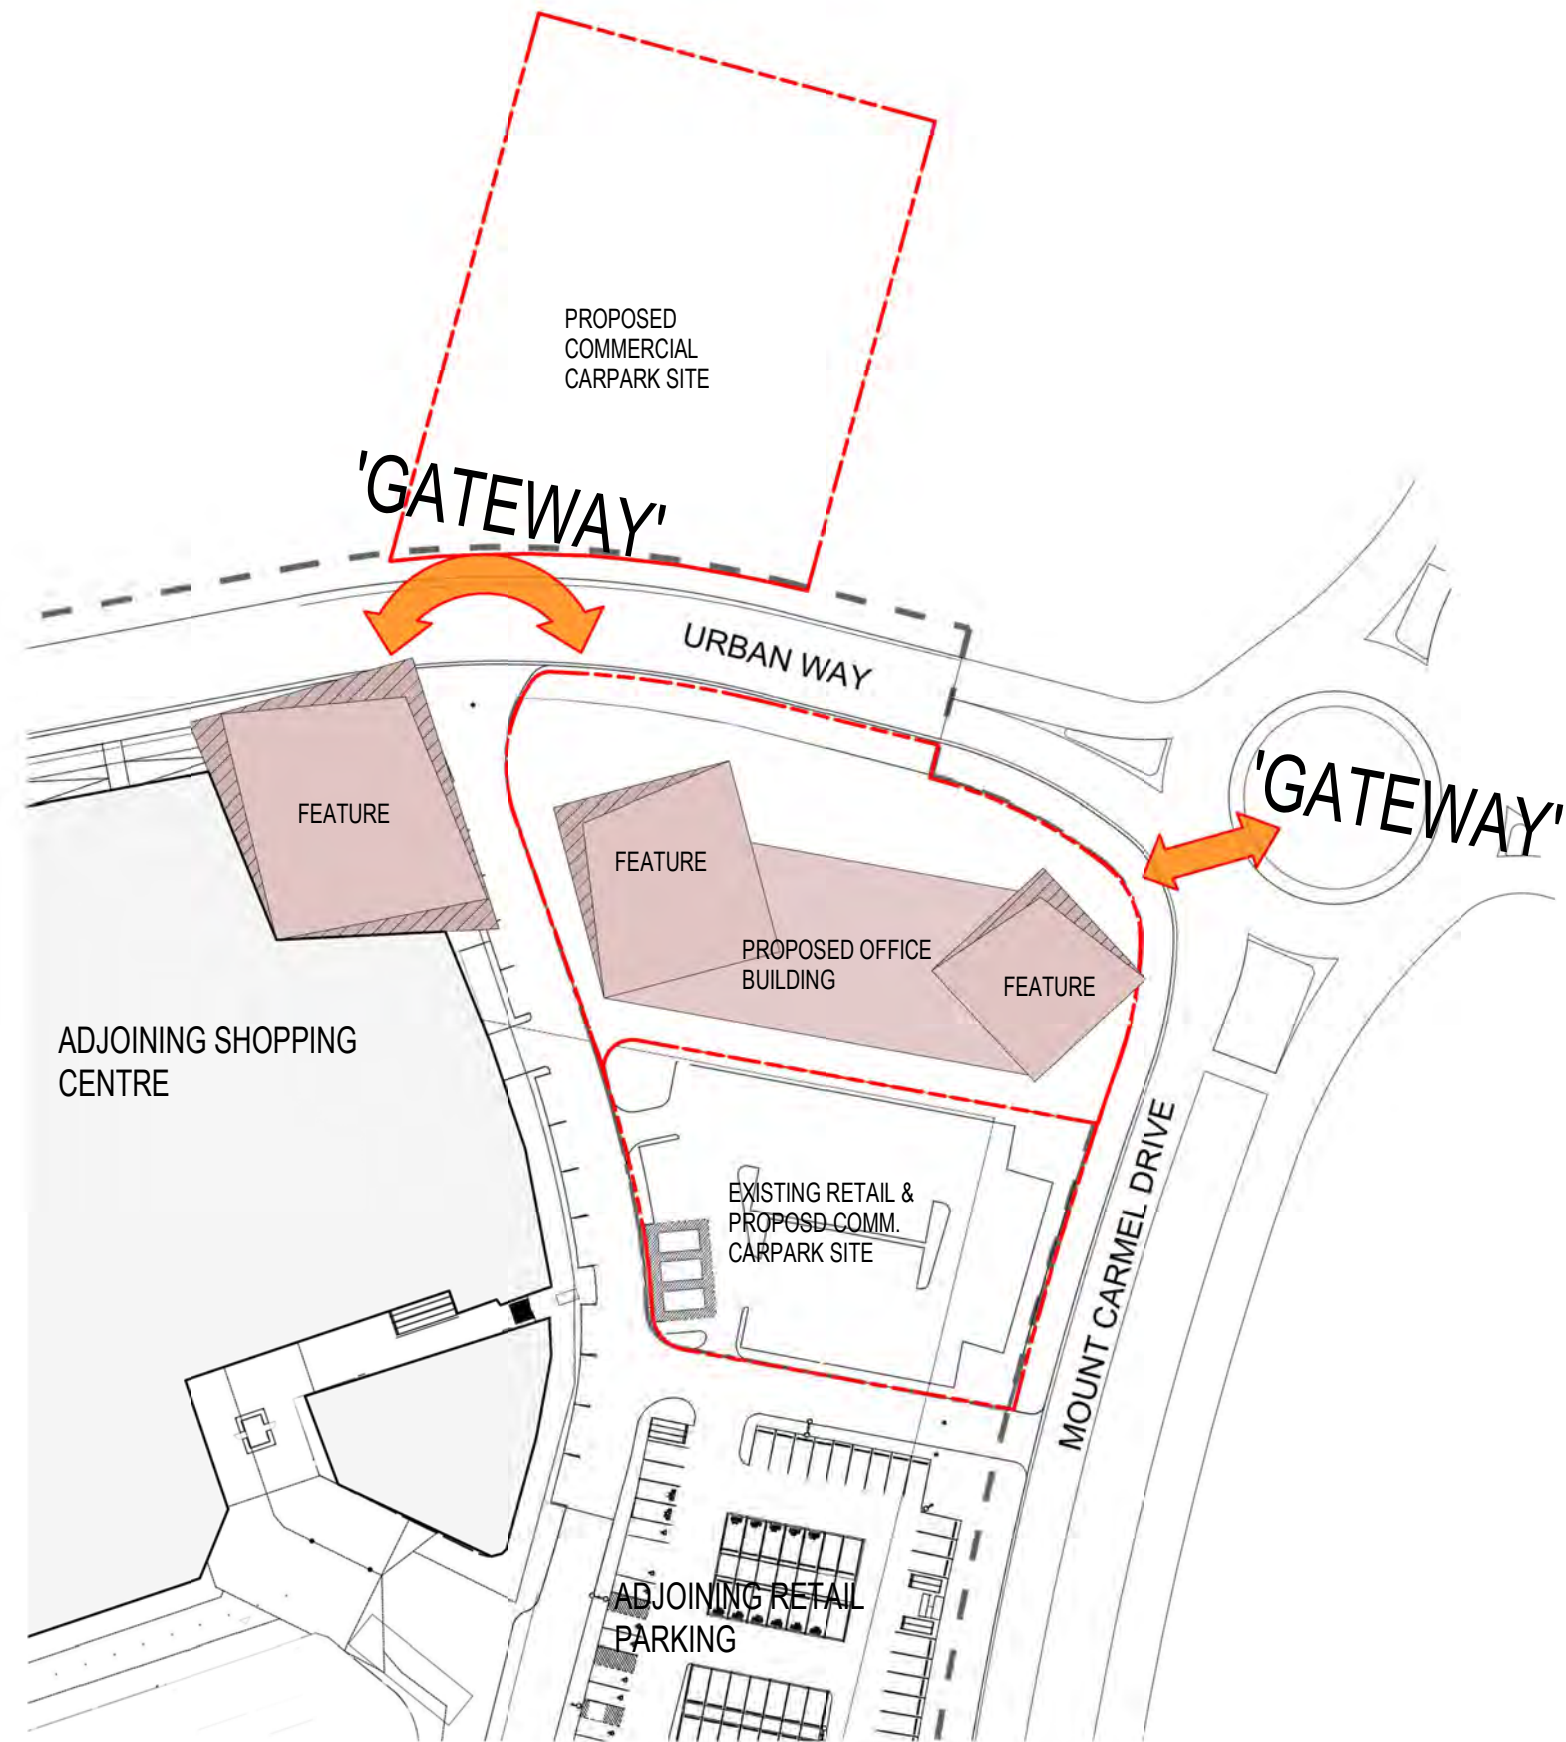 PROPOSED
COMMERCIAL
CARPARK SITE
'GATEWAY'
URBAN WAY
'GATEWAY'
FEATURE
FEATURE
PROPOSED OFFICE
BUILDING
FEATURE
ADJOINING SHOPPING
CENTRE
MOUNT CARMEL DRIVE
EXISTING RETAIL &
PROPOSD COMM.
CARPARK SITE
ADJOINING RETAIL
PARKING